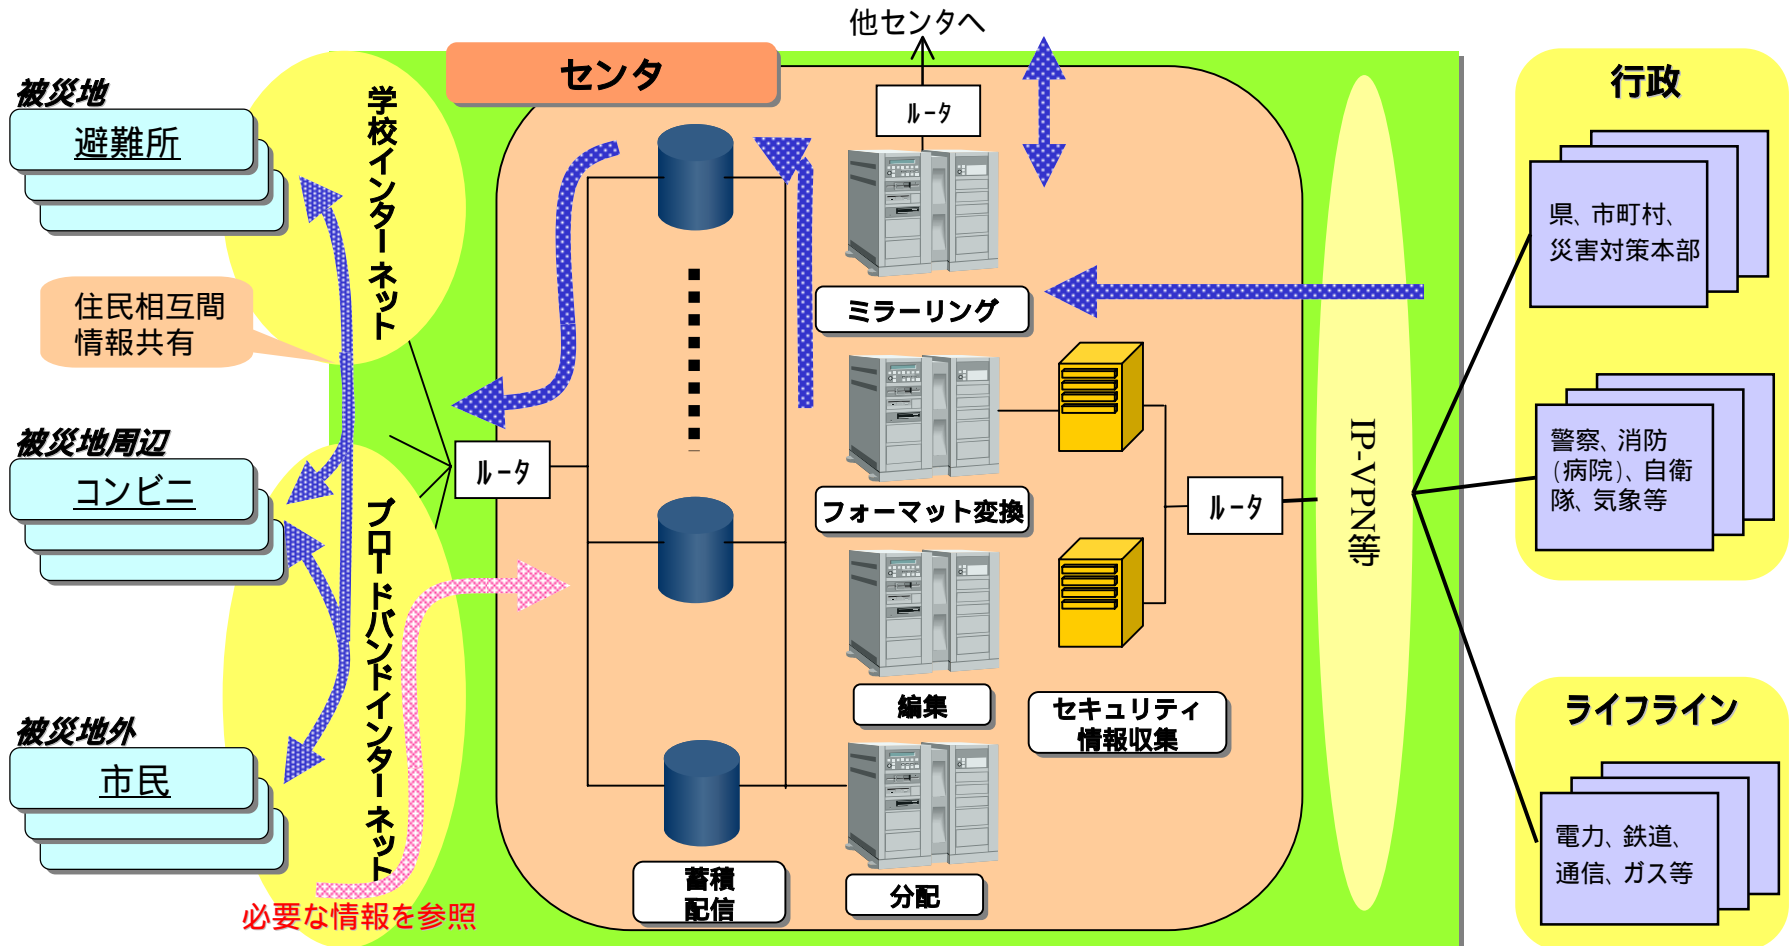 他センタへ
センタ
ルータ
被災地
避難所
学校インターネット
住民相互間
情報共有
被災地周辺
コンビニ
ブロードバンドインターネット
被災地外
市民
必要な情報を参照
ルータ
ミラーリング
フォーマット変換
編集
セキュリティ
情報収集
蓄積
配信
分配
ルータ
IP-VPN等
行政
県、市町村、
災害対策本部
警察、消防
(病院)、自衛
隊、気象等
ライフライン
電力、鉄道、
通信、ガス等